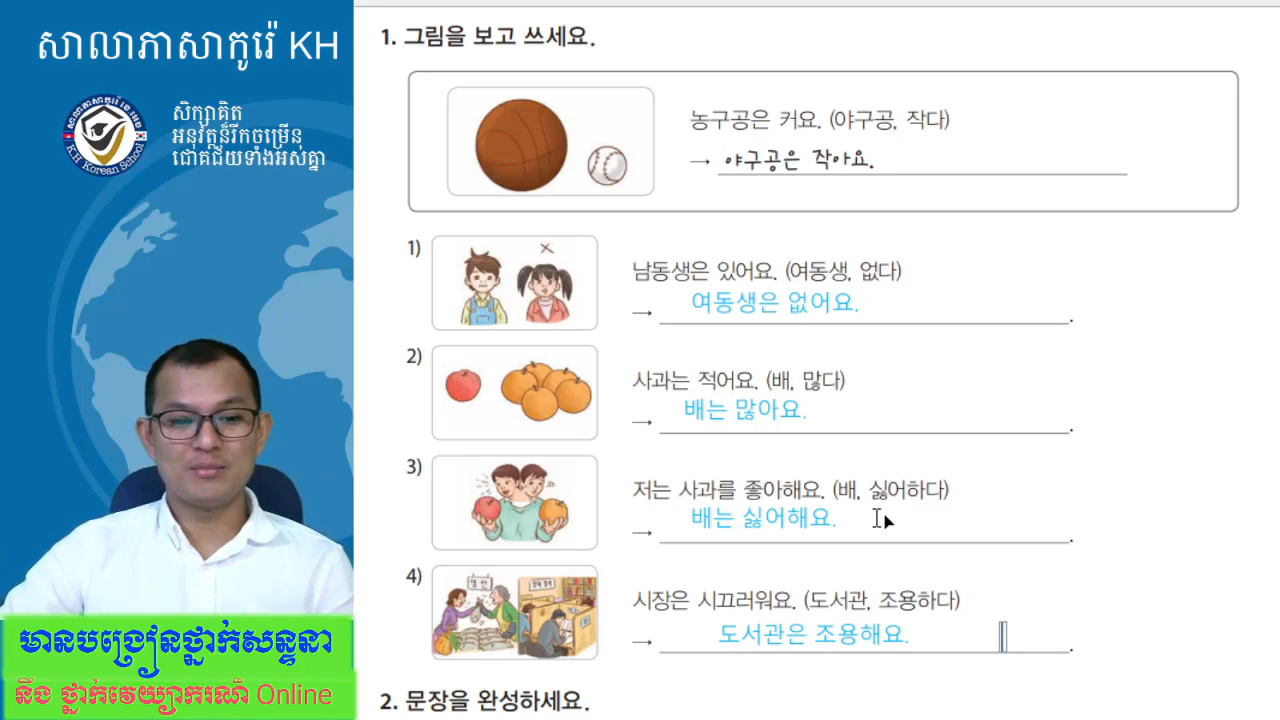 សាលាភាសាកូរ៉េ KH
សិក្សាគិត
អនុវត្តន៍រីកចម្រើន
ជោគជ័យទាំងអស់គ្នា
សាលាភាសាកូរ៉េ ខេ អេច
KH Korean School
1. 그림을 보고 쓰세요.
농구공은 커요. (야구공, 작다)
→ 야구공은 작아요.
1)
남동생은 있어요. (여동생, 없다)
→ 여동생은 없어요. .
2)
사과는 적어요. (배, 많다)
→ 배는 많아요. .
3)
저는 사과를 좋아해요. (배, 싫어하다)
→ 배는 싫어해요. .
4)
시장은 시끄러워요. (도서관, 조용하다)
→ 도서관은 조용해요. .
2. 문장을 완성하세요.
មានបង្រៀនថ្នាក់សន្ទនា
និង ថ្នាក់វេយ្យាករណ៏ Online